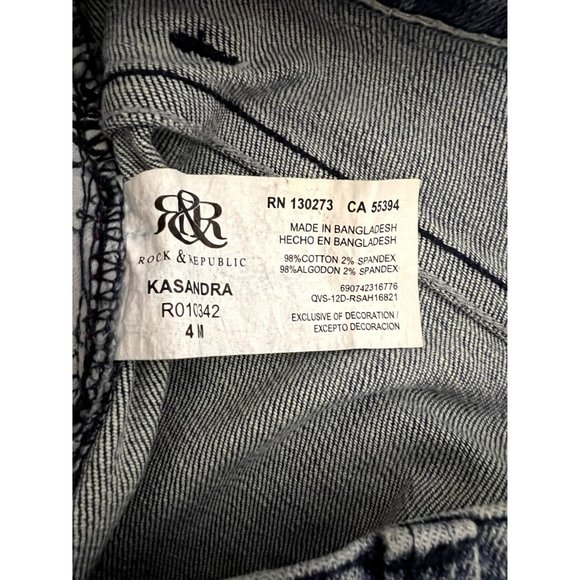 R&R
ROCK & REPUBLIC
KASANDRA
RO10342
4 M
RN 130273 CA 55394
MADE IN BANGLADESH
HECHO EN BANGLADESH
98%COTTON 2% SPANDEX
98%ALGODON 2% SPANDEX
690742316776
QVS-12D-RSAH16821
EXCLUSIVE OF DECORATION /
EXCEPTO DECORACION